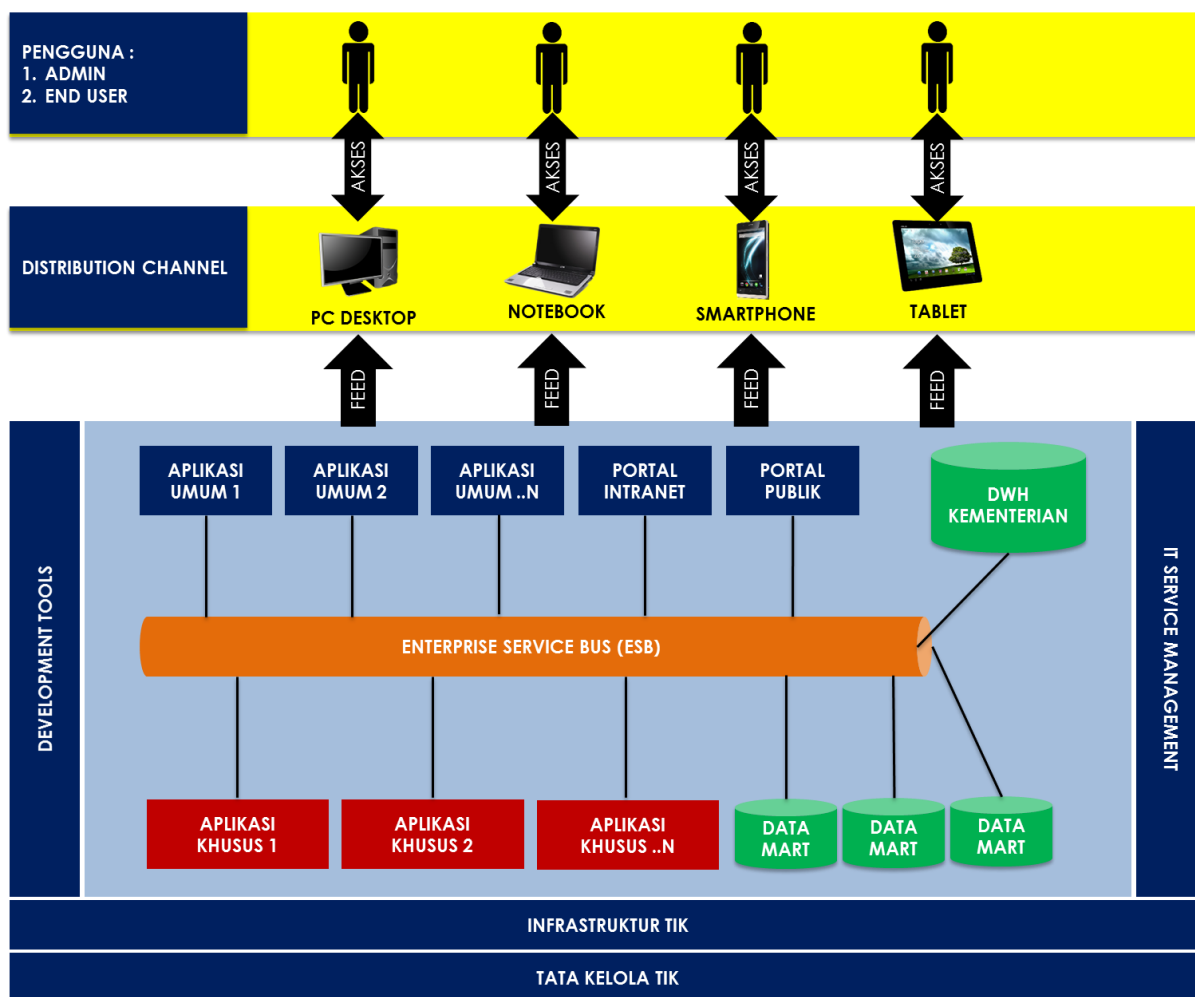 PENGGUNA :
1. ADMIN
2. END USER
AKSES
AKSES
AKSES
AKSES
DISTRIBUTION CHANNEL
PC DESKTOP
NOTEBOOK
SMARTPHONE
TABLET
FEED
FEED
FEED
FEED
DEVELOPMENT TOOLS
APLIKASI
UMUM 1
APLIKASI
UMUM 2
APLIKASI
UMUM ..N
PORTAL
INTRANET
PORTAL
PUBLIK
DWH
KEMENTERIAN
IT SERVICE MANAGEMENT
ENTERPRISE SERVICE BUS (ESB)
APLIKASI
KHUSUS 1
APLIKASI
KHUSUS 2
APLIKASI
KHUSUS ..N
DATA
MART
DATA
MART
DATA
MART
INFRASTRUKTUR TIK
TATA KELOLA TIK